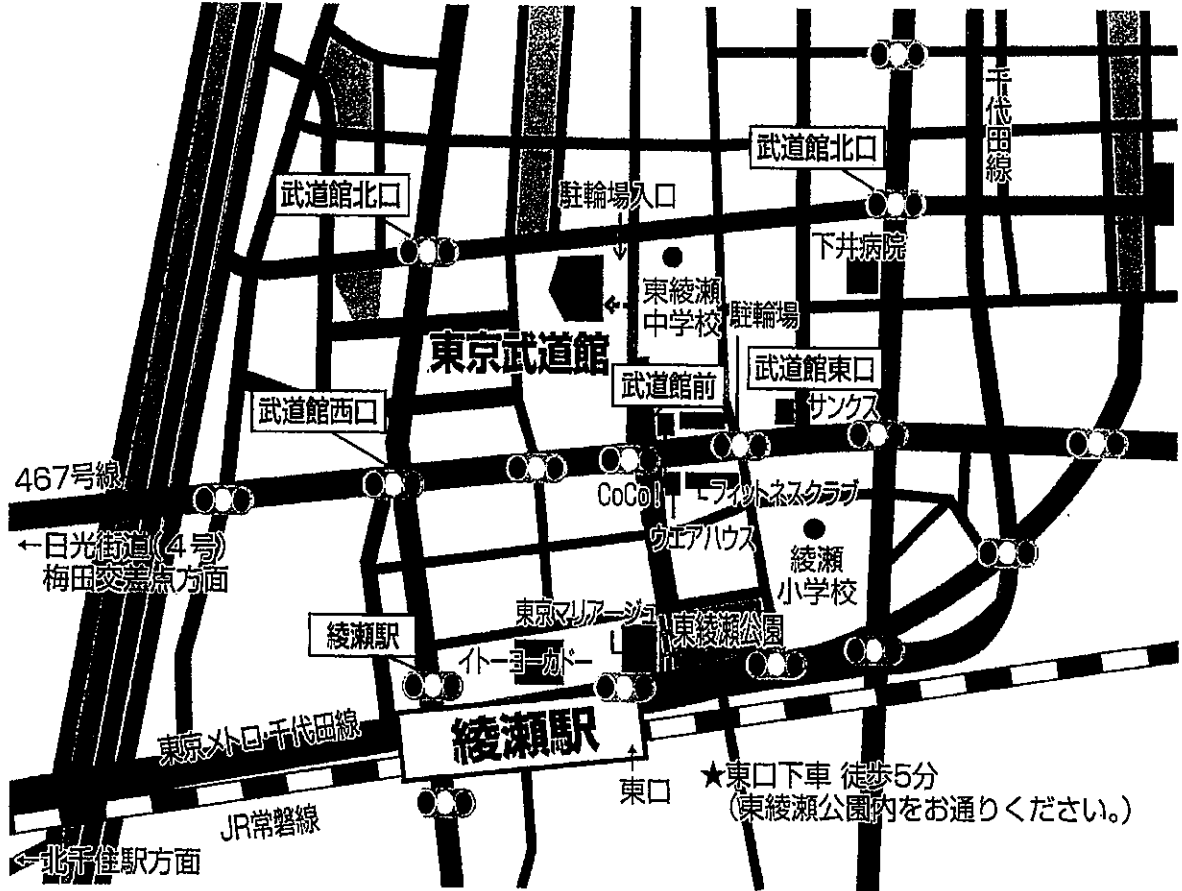 千代田線
武道館北口
武道館北口
駐輪場入口
下井病院
東綾瀬
中学校
駐輪場
東京武道館
武道館前
武道館東口
サンクス
武道館西口
467号線
CoCo!
フィットネスクラブ
←日光街道(4号)
梅田交差点方面
ウエアハウス
綾瀬
小学校
東京マリアージュ
東綾瀬公園
綾瀬駅
イトーヨーカドー
綾瀬駅
東京メトロ・千代田線
東口
★東口下車 徒歩5分
(東綾瀬公園内をお通りください。)
JR常磐線
←北千住駅方面